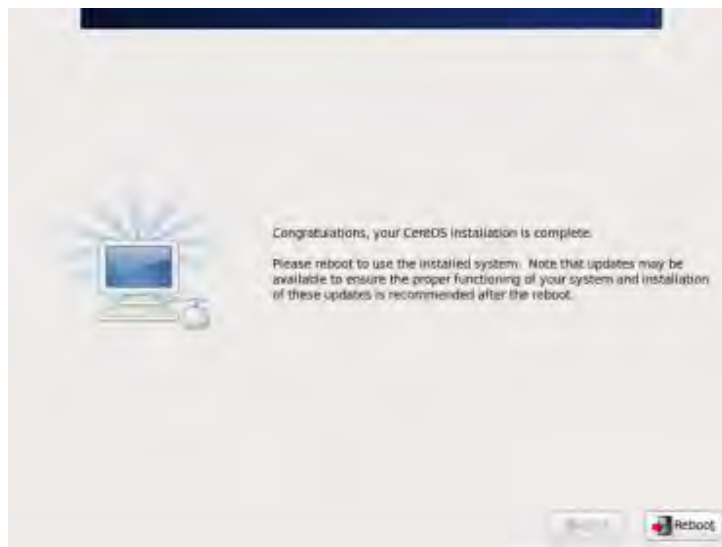 Congratulations, your CentOS installation is complete.
Please reboot to use the installed system. Note that updates may be
available to ensure the proper functioning of your system and installation
of these updates is recommended after the reboot.
Reboot